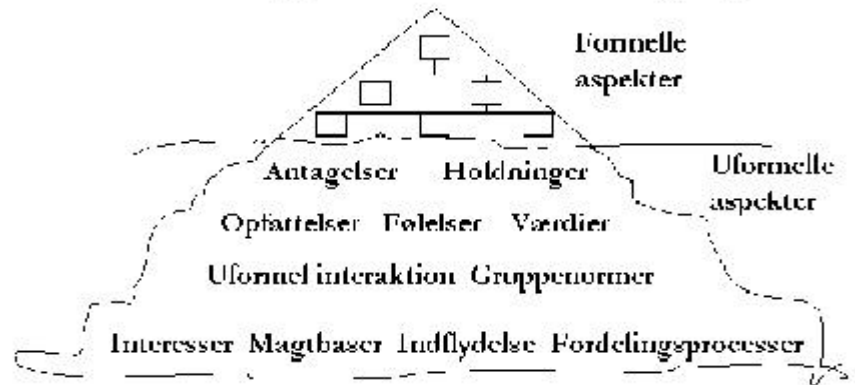 Formelle
aspekter
Uformelle
aspekter
Antagelser Holdninger
Opfattelser Følelser Værdier
Uformel interaktion Gruppenormer
Interesser Magtbaser Indflydelse Fordelingsprocesser